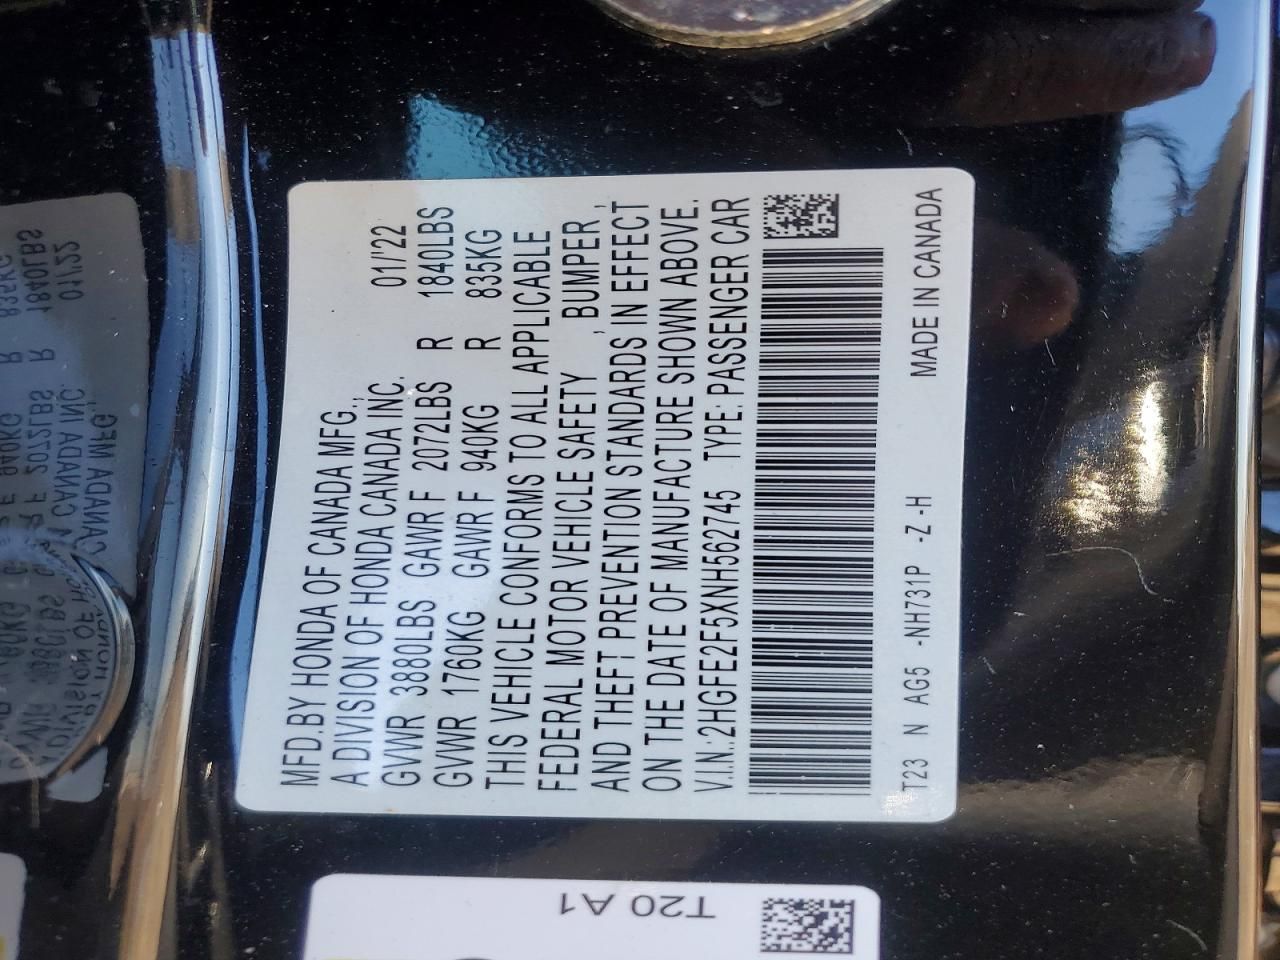 MFD.BY HONDA OF CANADA MFG.,
A DIVISION OF HONDA CANADA INC. 01/'22
GVWR 3880LBS GAWR F 2072LBS R 1840LBS
GVWR 1760KG GAWR F 940KG R 835KG
THIS VEHICLE CONFORMS TO ALL APPLICABLE
FEDERAL MOTOR VEHICLE SAFETY , BUMPER ,
AND THEFT PREVENTION STANDARDS IN EFFECT
ON THE DATE OF MANUFACTURE SHOWN ABOVE.
V.I.N.:2HGFE2F5XNH562745 TYPE: PASSENGER CAR
MADE IN CANADA
T23 N AG5 -NH731P -Z -H
T20 A1